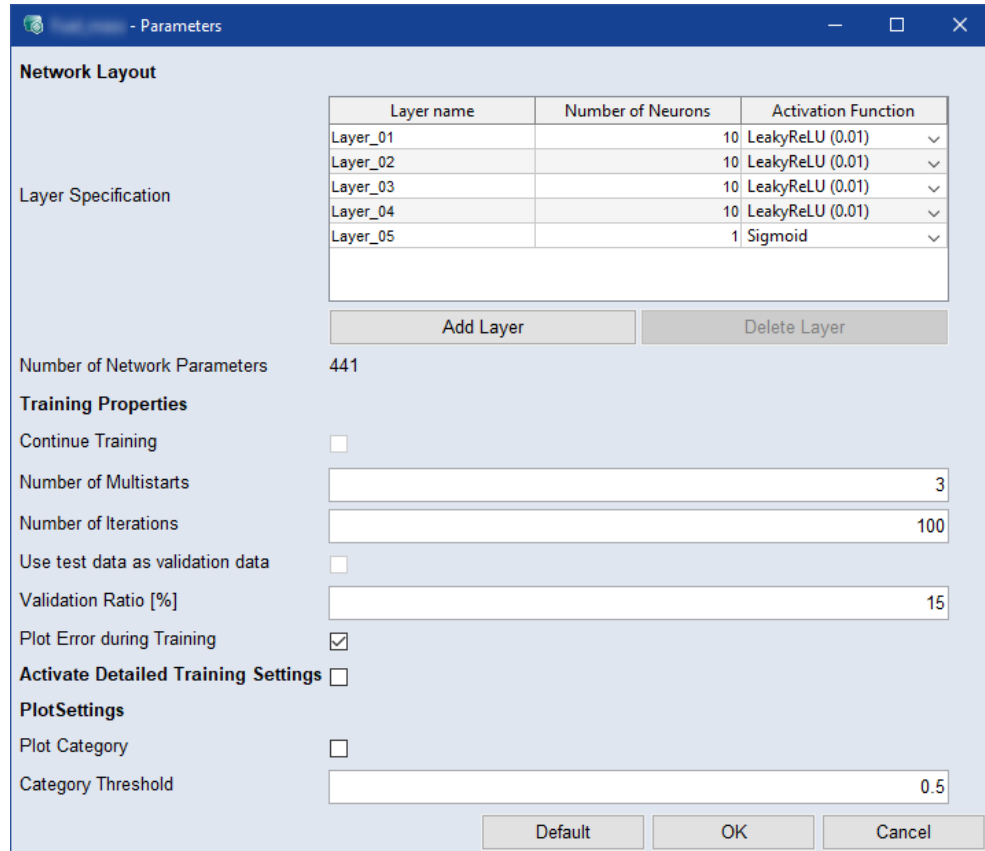 - Parameters
Network Layout
Layer name Number of Neurons Activation Function
Layer_01 10 LeakyReLU (0.01)
Layer_02 10 LeakyReLU (0.01)
Layer Specification
Layer_03 10 LeakyReLU (0.01)
Layer_04 10 LeakyReLU (0.01)
Layer_05 1 Sigmoid
Add Layer Delete Layer
Number of Network Parameters 441
Training Properties
Continue Training
Number of Multistarts 3
Number of Iterations 100
Use test data as validation data
Validation Ratio [%] 15
Plot Error during Training
Activate Detailed Training Settings
PlotSettings
Plot Category
Category Threshold 0.5
Default OK Cancel